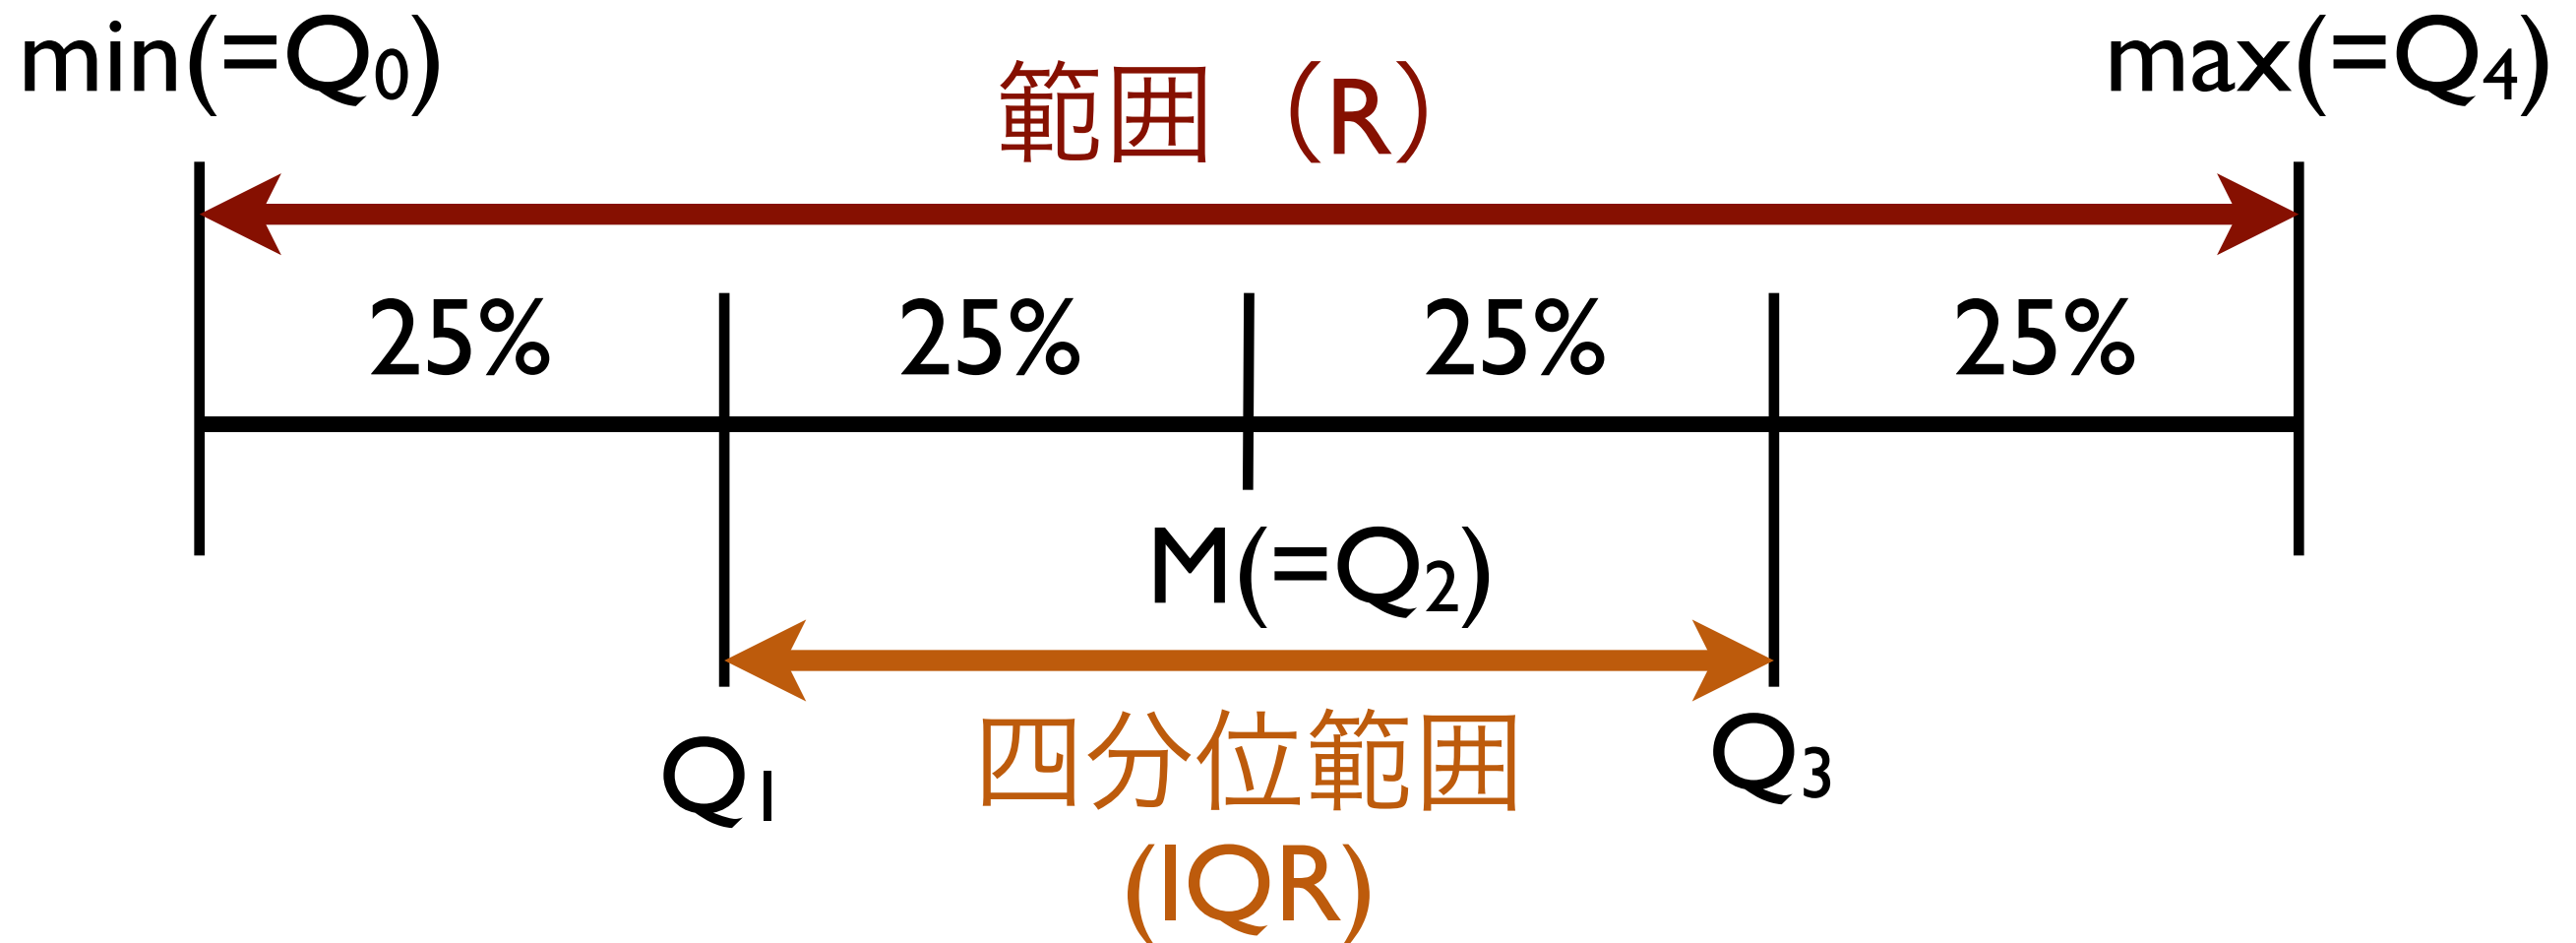 min(=Q₀)
範囲（R）
max(=Q₄)
25%
25%
25%
25%
M(=Q₂)
Q₁
四分位範囲
(IQR)
Q₃